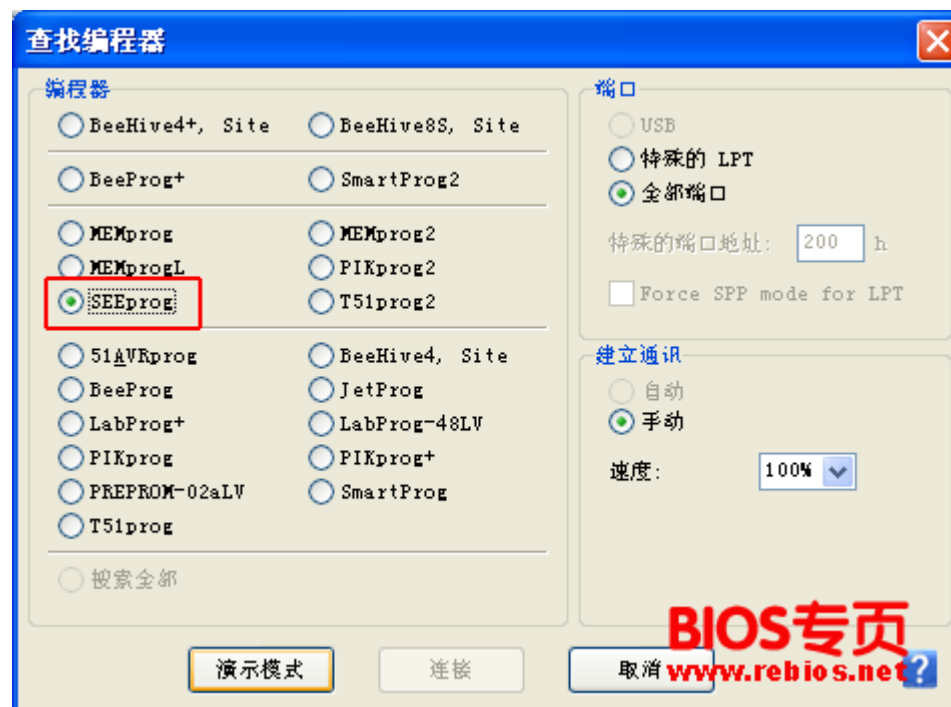 查找编程器
编程器
BeeHive4+, Site
BeeHive8S, Site
BeeProg+
SmartProg2
MEMprog
MEMprog2
MEMprogL
PIKprog2
SEEprog
T51prog2
51AVRprog
BeeHive4, Site
BeeProg
JetProg
LabProg+
LabProg-48LV
PIKprog
PIKprog+
PREPROM-02aLV
SmartProg
T51prog
搜索全部
端口
USB
特殊的 LPT
全部端口
特殊的端口地址: 200 h
Force SPP mode for LPT
建立通讯
自动
手动
速度: 100%
演示模式
连接
取消
?
BIOS专页
www.rebios.net